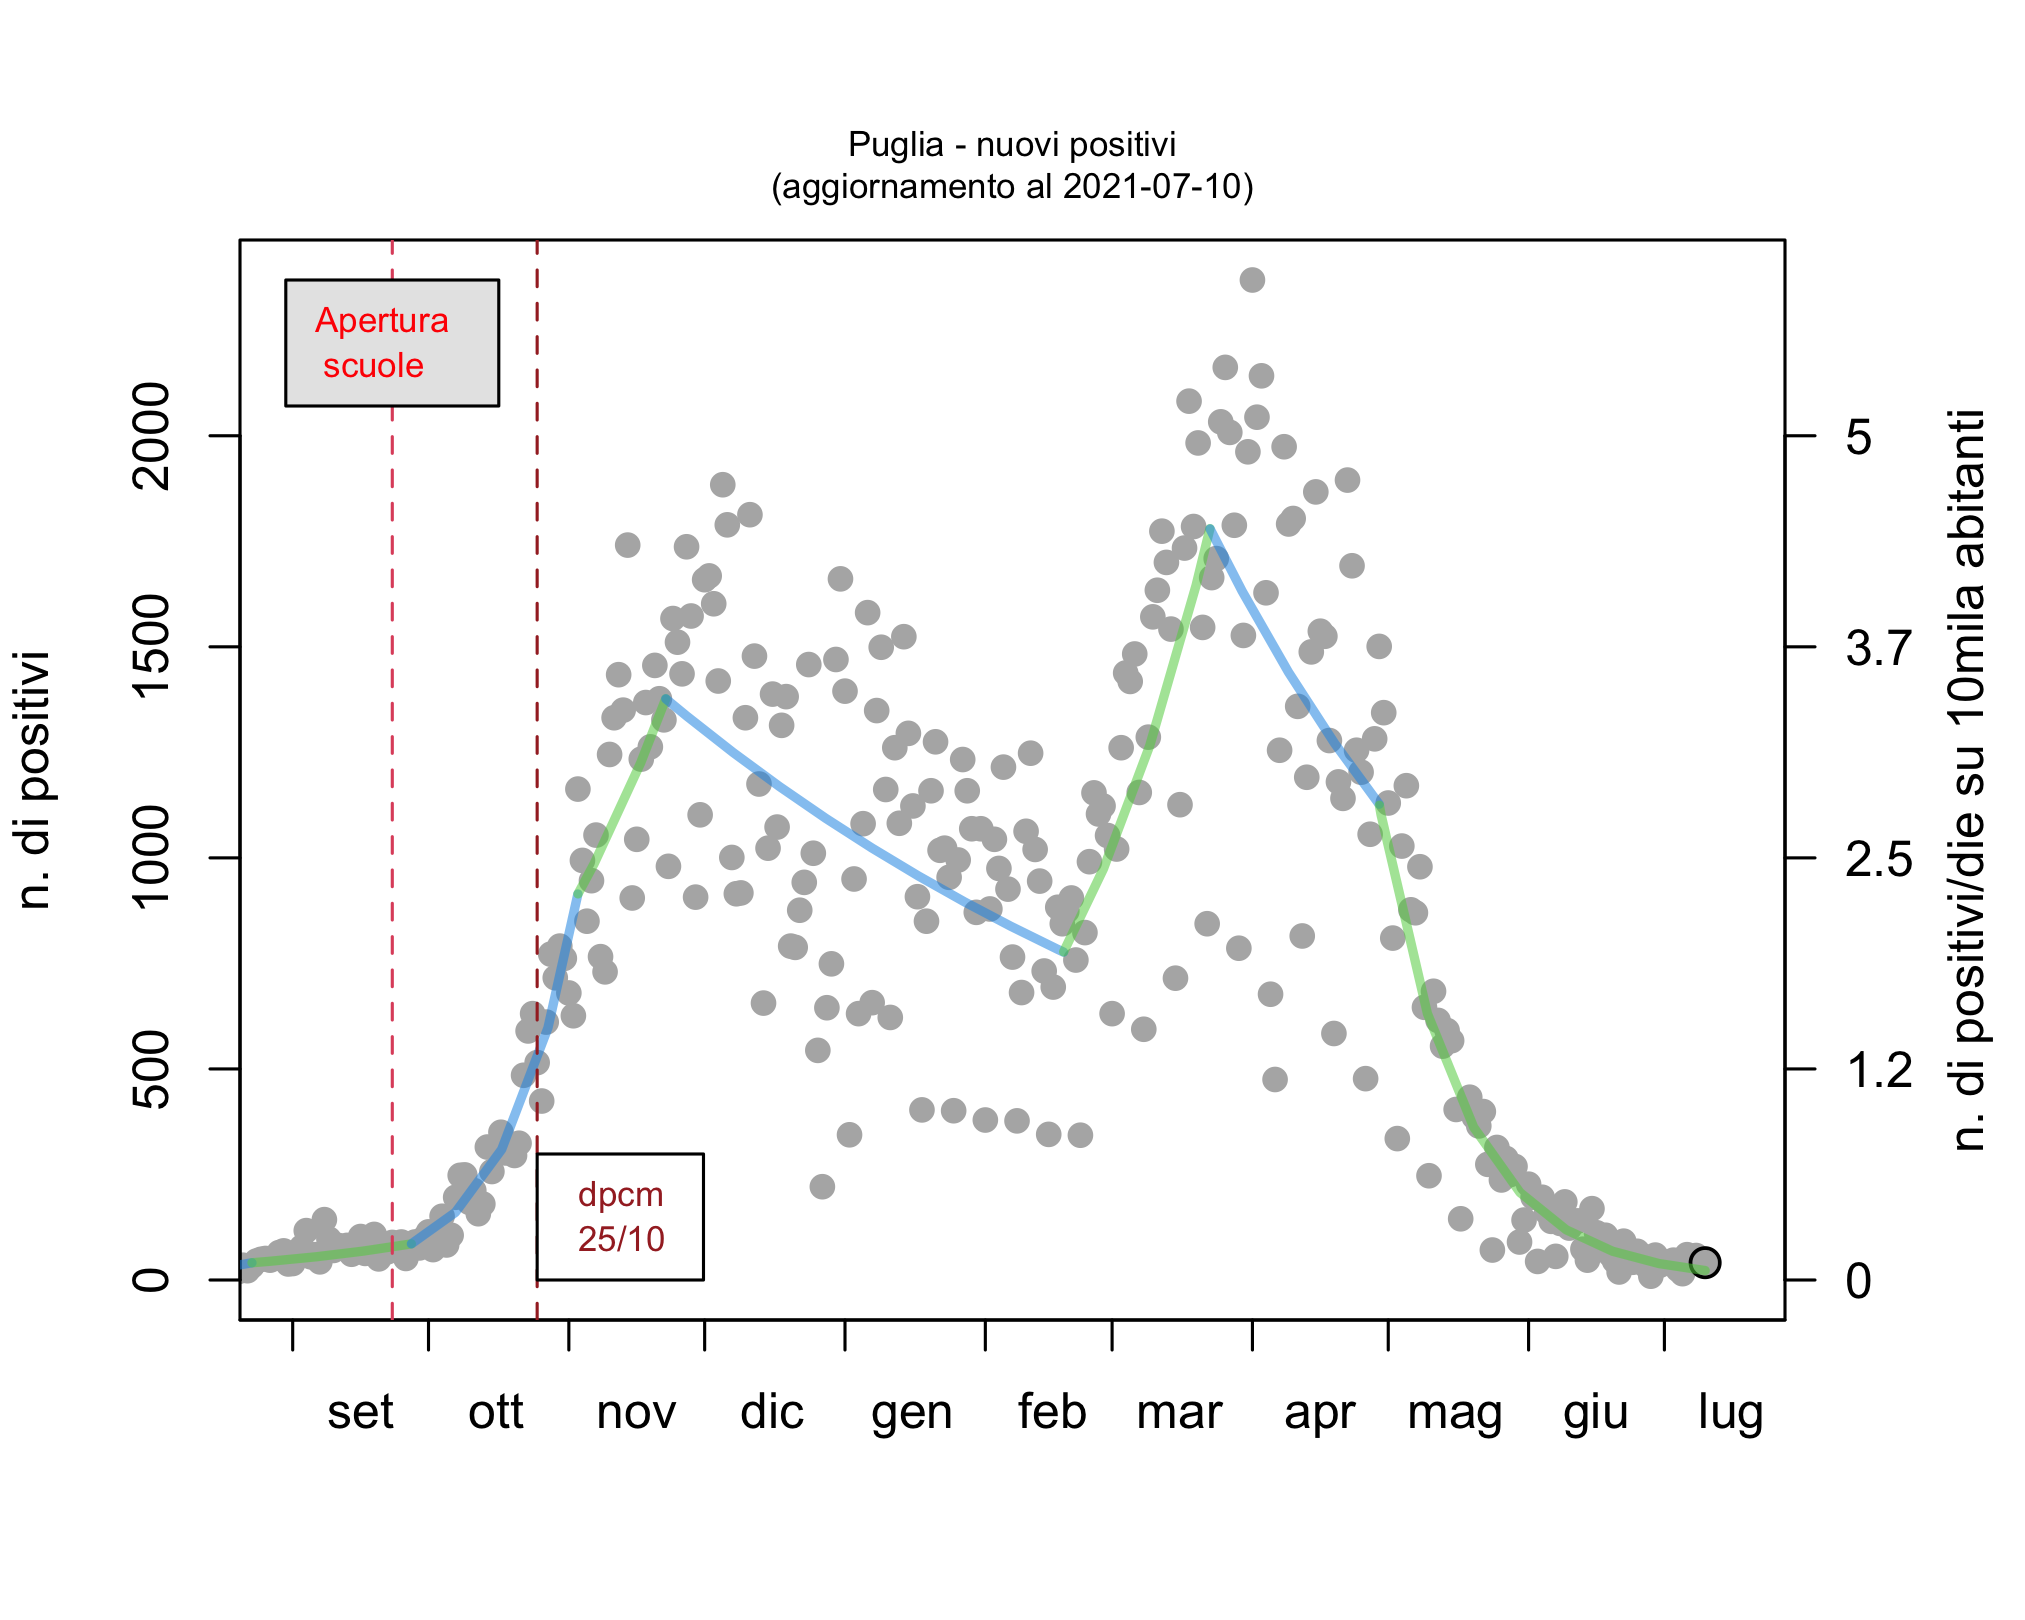 Puglia - nuovi positivi
(aggiornamento al 2021-07-10)
Apertura
scuole
dpcm
25/10
n. di positivi
0
500
1000
1500
2000
n. di positivi/die su 10mila abitanti
0
1.2
2.5
3.7
5
set ott nov dic gen feb mar apr mag giu lug